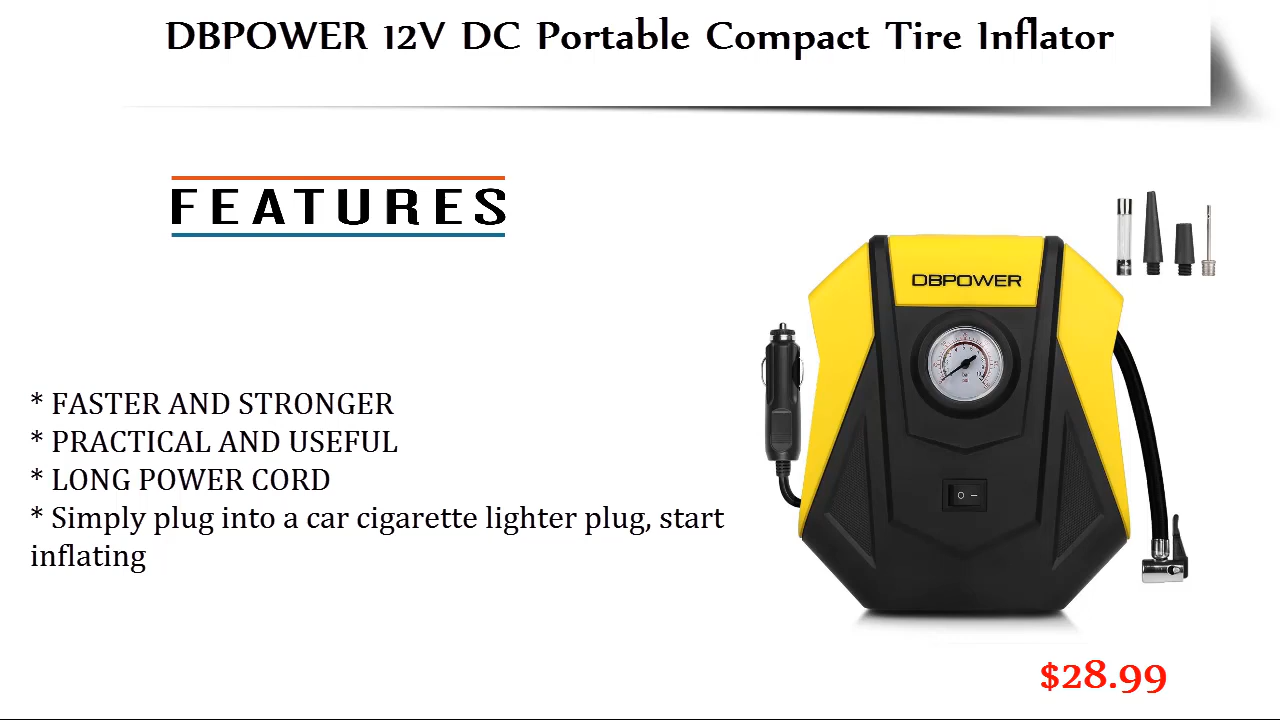 DBPOWER 12V DC Portable Compact Tire Inflator
FEATURES
DBPOWER
* FASTER AND STRONGER
* PRACTICAL AND USEFUL
* LONG POWER CORD
* Simply plug into a car cigarette lighter plug, start
inflating
$28.99